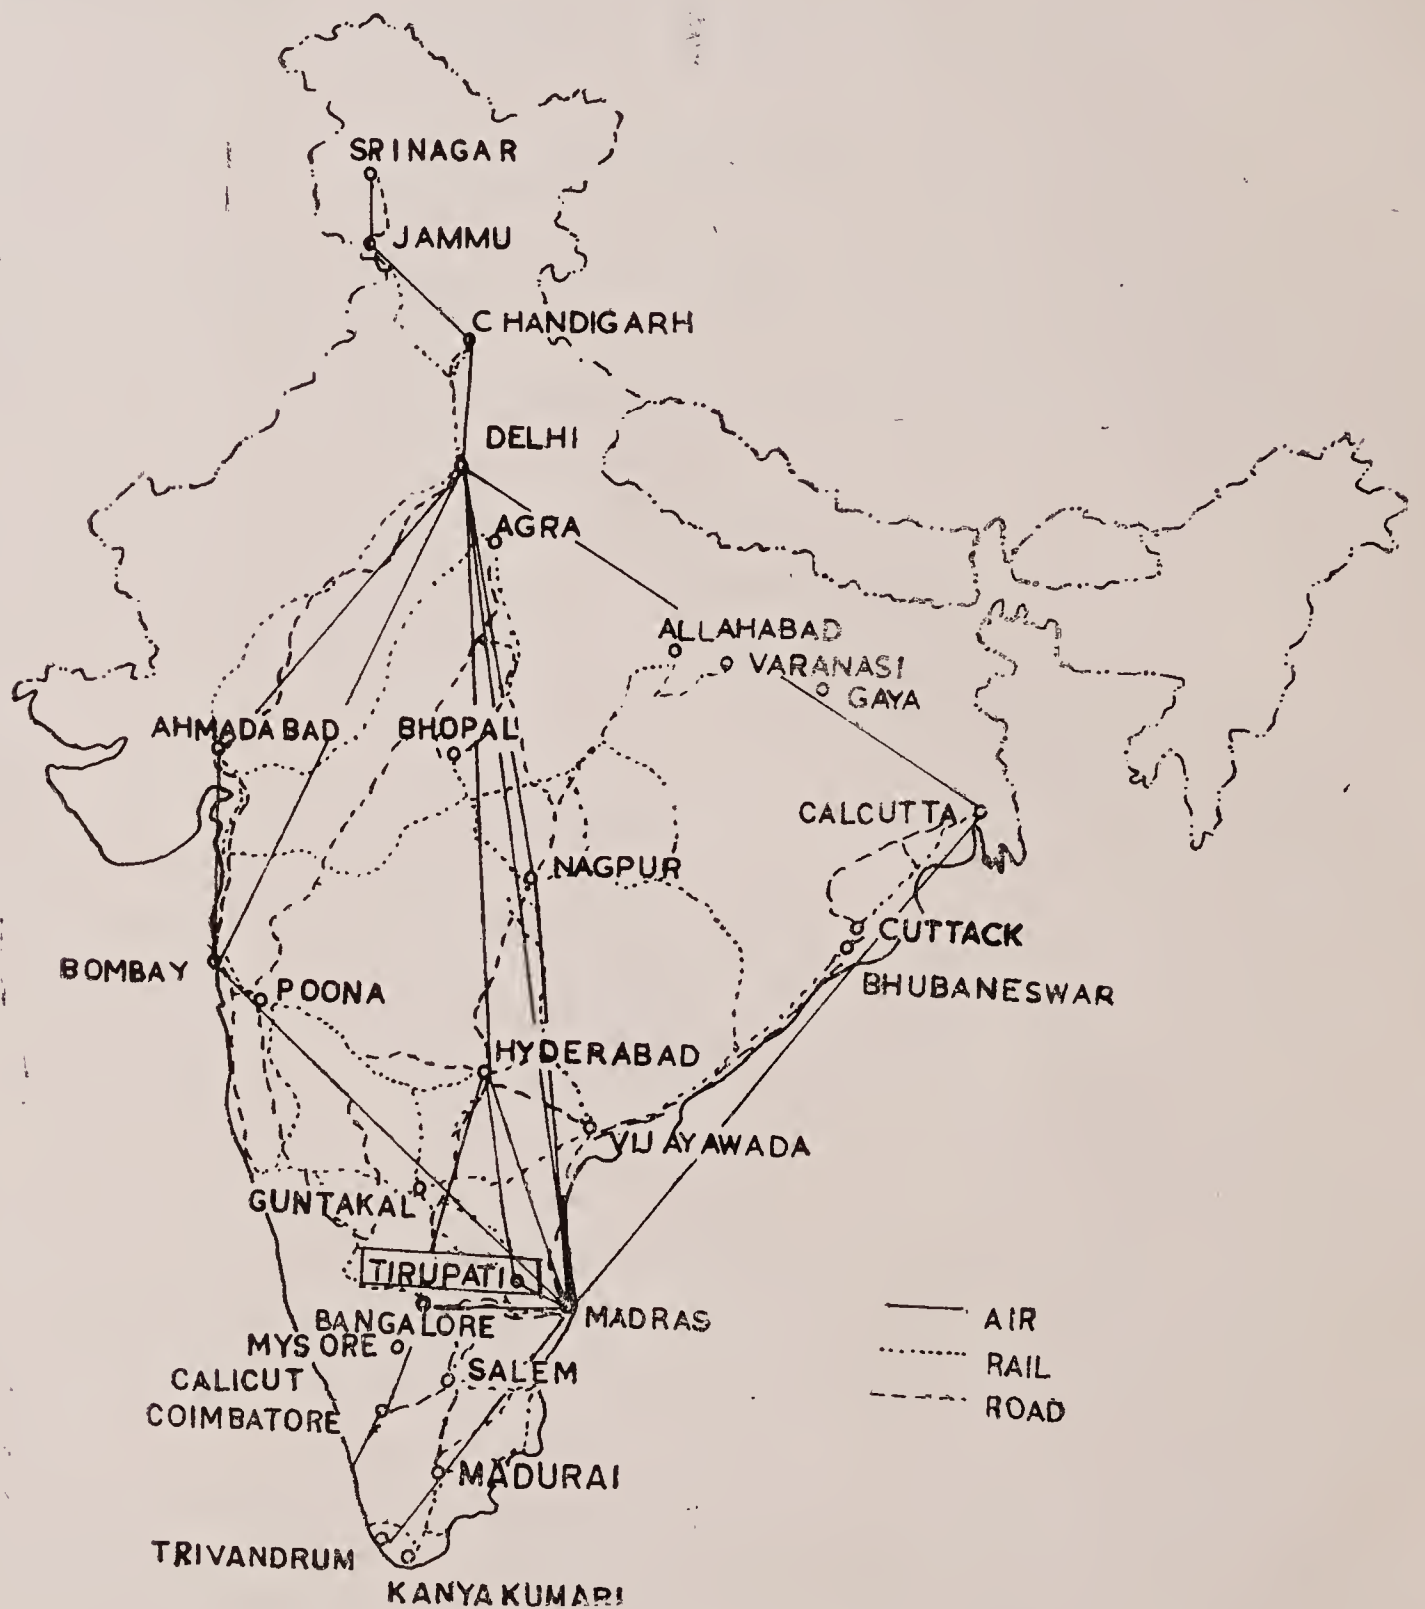 SRINAGAR
JAMMU
CHANDIGARH
DELHI
AGRA
ALLAHABAD
VARANASI
GAYA
AHMADABAD
BHOPAL
CALCUTTA
NAGPUR
CUTTACK
BOMBAY
POONA
BHUBANESWAR
HYDERABAD
VIJAYAWADA
GUNTAKAL
TIRUPATI
BANGALORE
MADRAS
AIR
MYSORE
SALEM
RAIL
CALICUT
COIMBATORE
ROAD
MADURAI
TRIVANDRUM
KANYAKUMARI